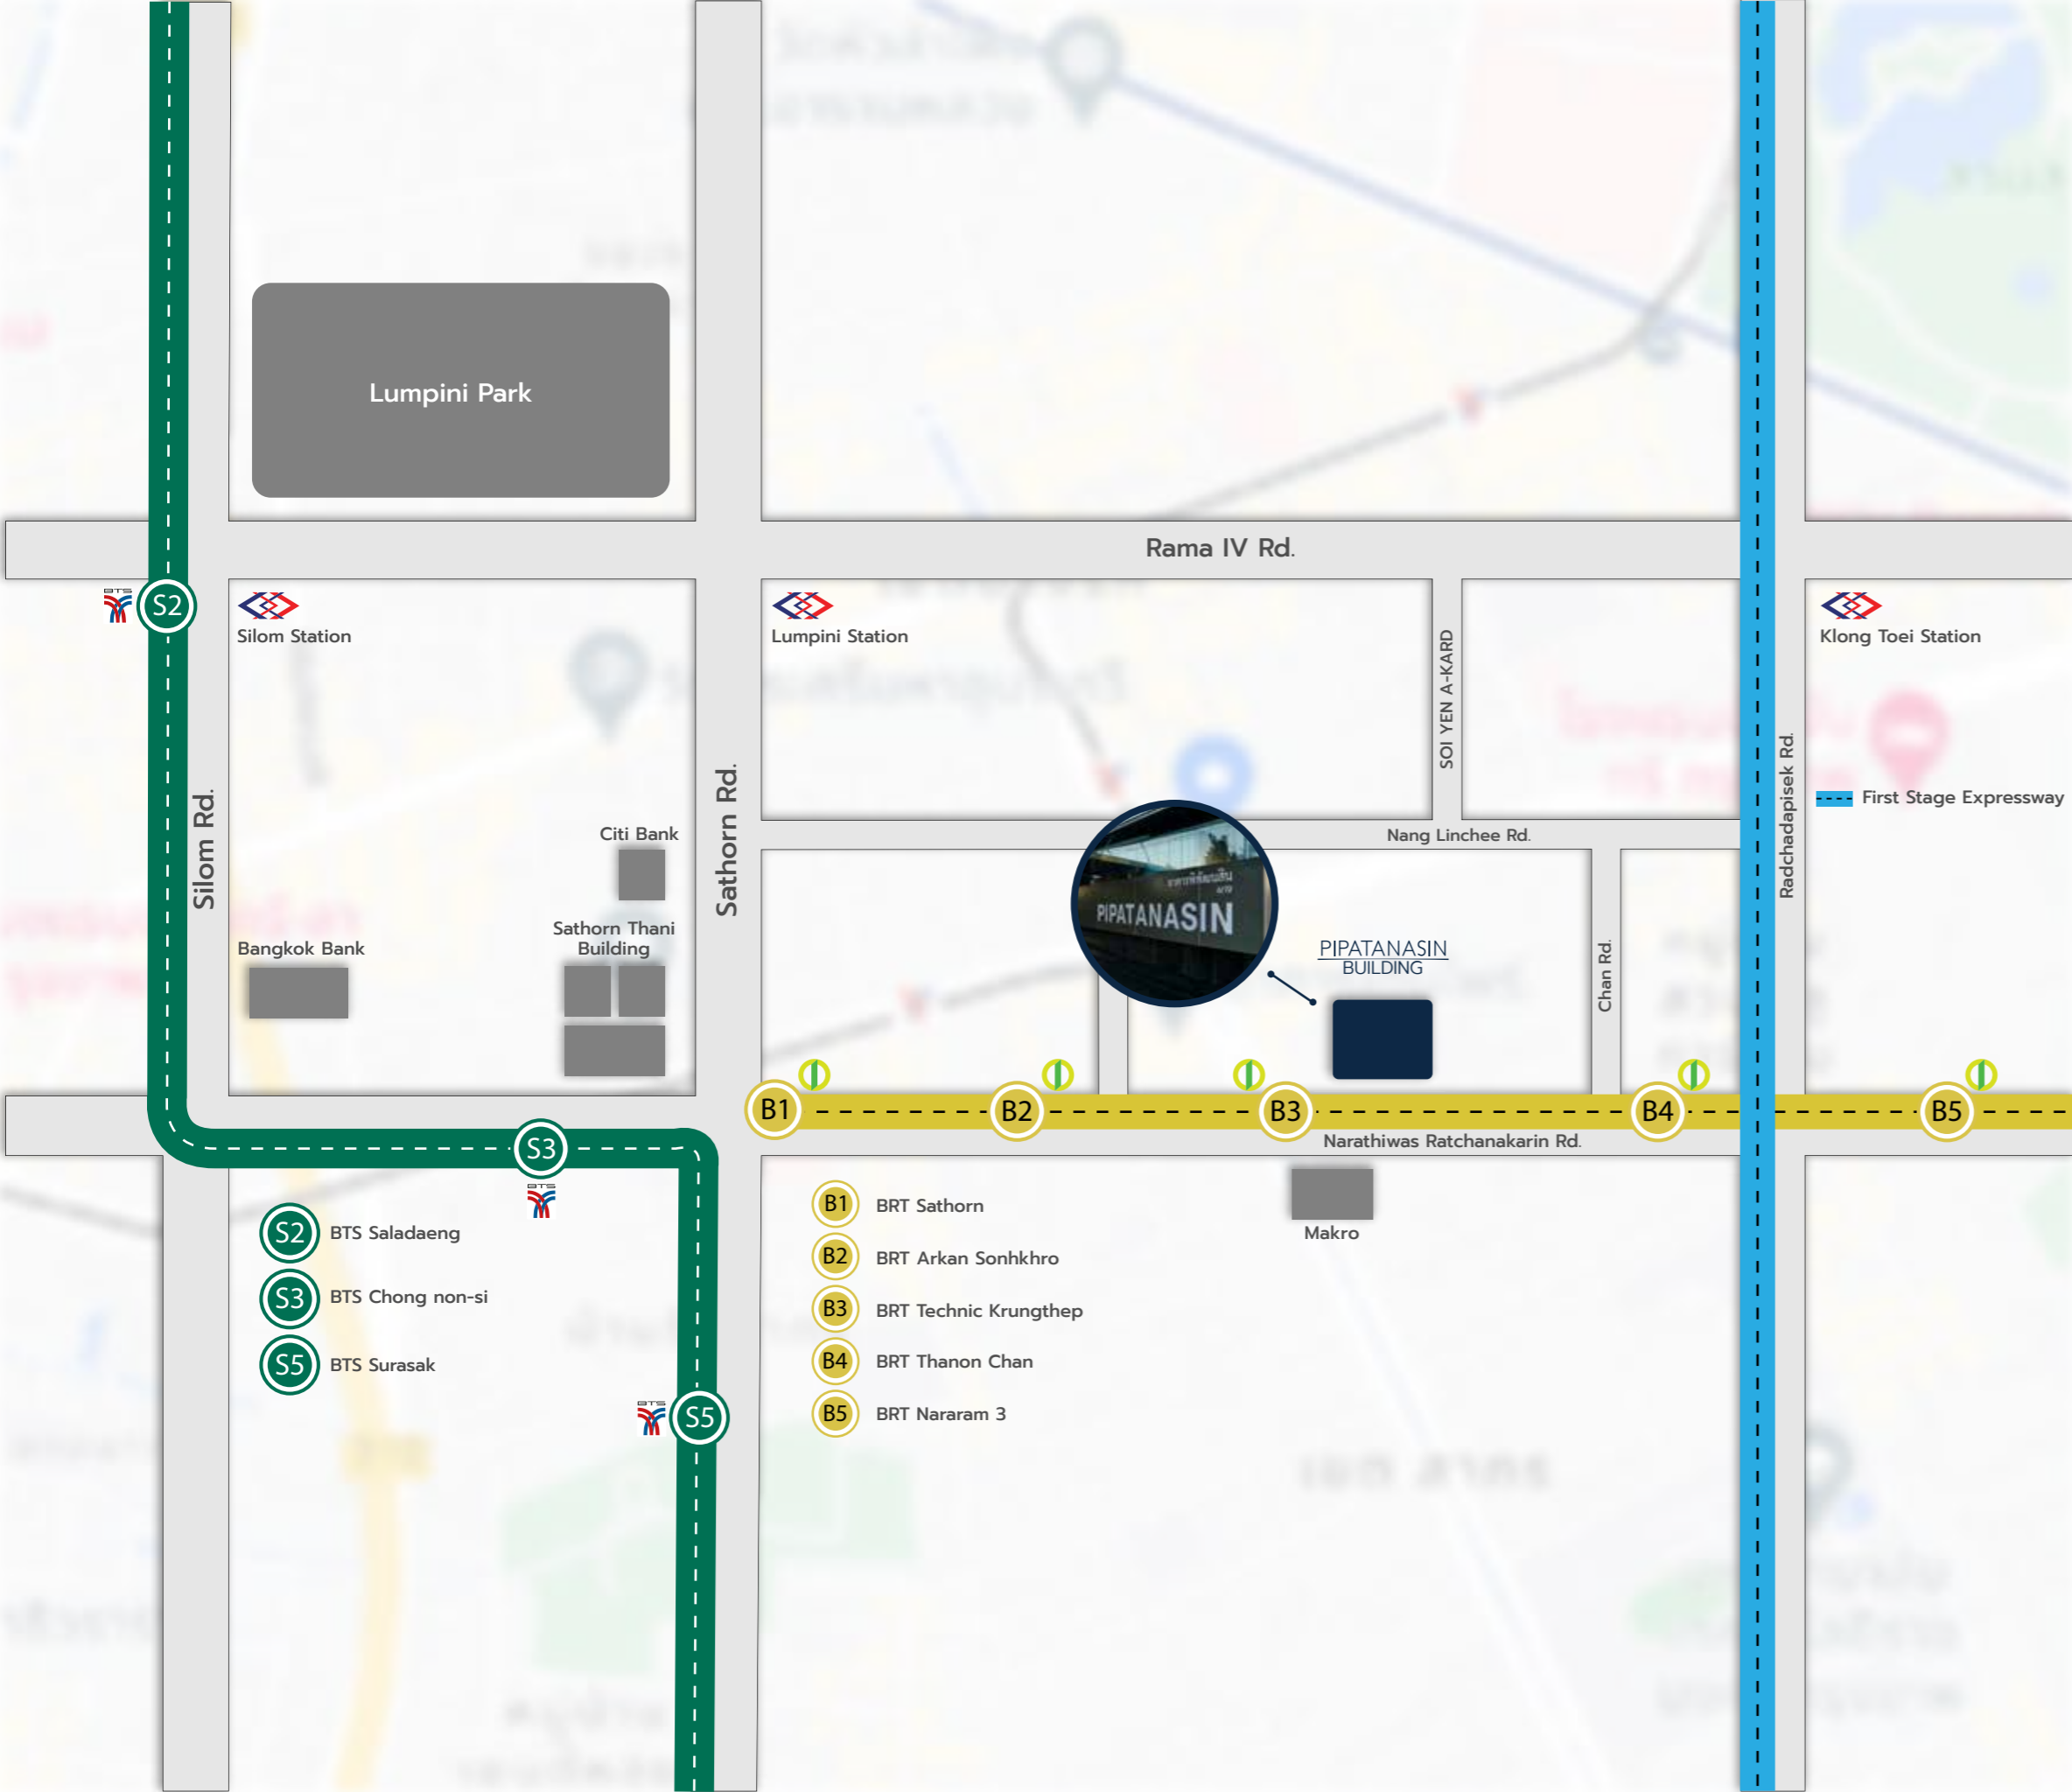 Lumpini Park
Rama IV Rd.
BTS
S2
Silom Station
Lumpini Station
SOI YEN A-KARD
Klong Toei Station
Radchadapisek Rd.
First Stage Expressway
Silom Rd.
Sathorn Rd.
Citi Bank
Nang Linchee Rd.
PIPATANASIN
Sathorn Thani
Building
Bangkok Bank
PIPATANASIN
BUILDING
Chan Rd.
B1
B2
B3
B4
B5
Narathiwas Ratchanakarin Rd.
S3
BTS
Makro
S2 BTS Saladaeng
S3 BTS Chong non-si
S5 BTS Surasak
BTS
S5
B1 BRT Sathorn
B2 BRT Arkan Sonhkhro
B3 BRT Technic Krungthep
B4 BRT Thanon Chan
B5 BRT Nararam 3